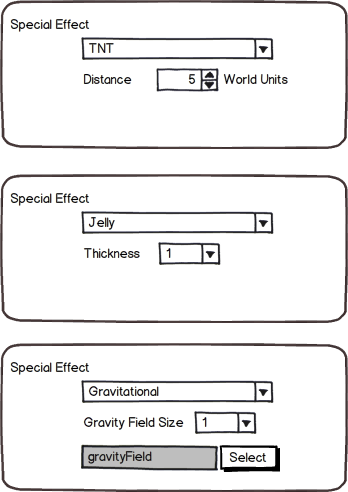 Special Effect
TNT
Distance 5 World Units
Special Effect
Jelly
Thickness 1
Special Effect
Gravitational
Gravity Field Size 1
gravityField Select